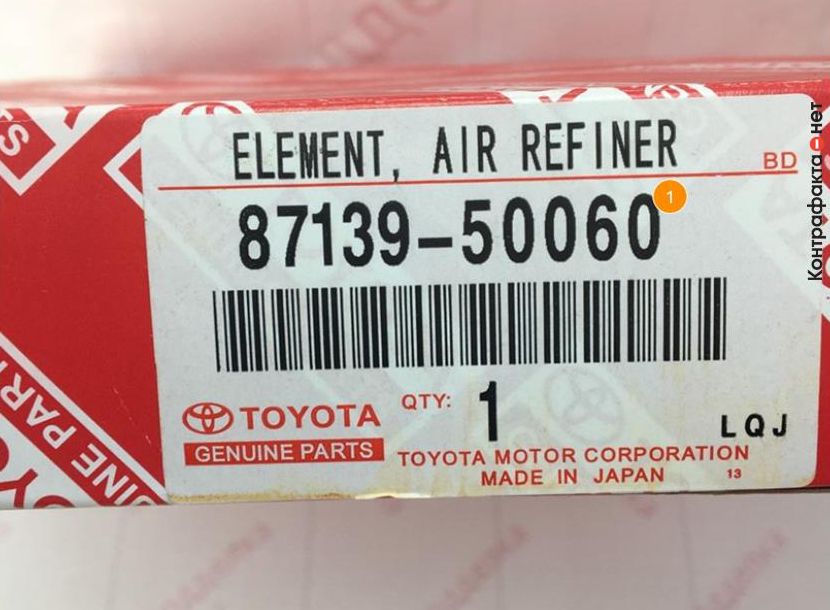 ELEMENT, AIR REFINER
BD
87139-50060
1
TOYOTA
GENUINE PARTS
QTY: 1
LQJ
TOYOTA MOTOR CORPORATION
MADE IN JAPAN
13
Контрафакта нет